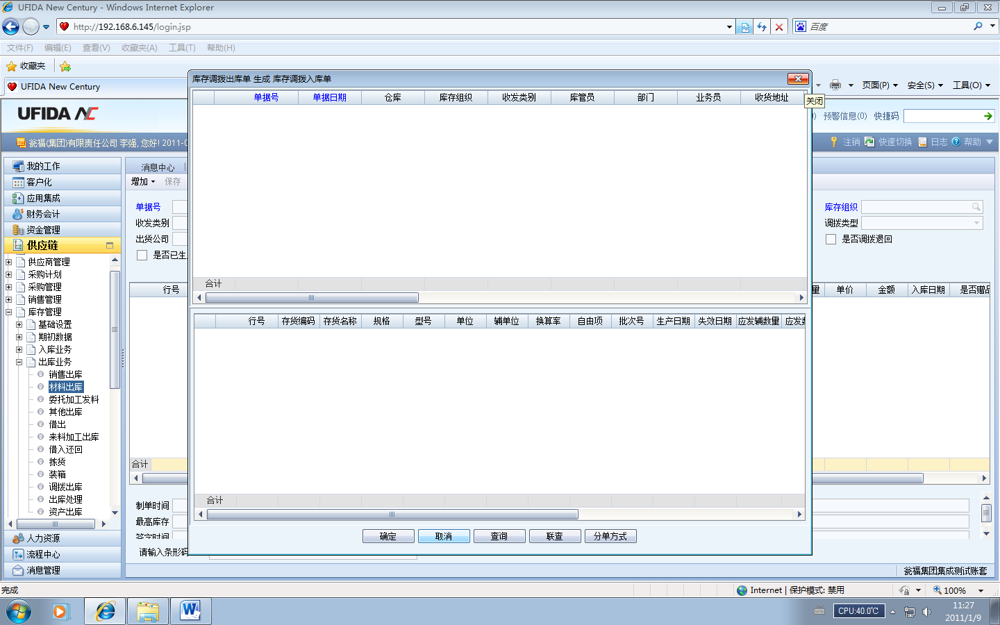 UFIDA New Century - Windows Internet Explorer
http://192.168.6.145/login.jsp
百度
文件(F) 编辑(E) 查看(V) 收藏夹(A) 工具(T) 帮助(H)
收藏夹
UFIDA New Century
页面(P) 安全(S) 工具(O)
UFIDA NC
预警信息(0) 快捷码
瓮福(集团)有限责任公司 李强, 您好! 2011-0
注销 快速切换 日志 帮助
我的工作
客户化
应用集成
财务会计
资金管理
供应链
供应商管理
采购计划
采购管理
销售管理
库存管理
基础设置
期初数据
入库业务
出库业务
销售出库
材料出库
委托加工发料
其他出库
借出
来料加工出库
借入还回
拣货
装箱
调拨出库
出库处理
资产出库
人力资源
流程中心
消息管理
消息中心
增加 保存
单据号
收发类别
出货公司
是否已生
行号
合计
制单时间
最高库存
签字时间
请输入条形码
库存调拨出库单 生成 库存调拨入库单
关闭
单据号 单据日期 仓库 库存组织 收发类别 库管员 部门 业务员 收货地址
合计
行号 存货编码 存货名称 规格 型号 单位 辅单位 换算率 自由项 批次号 生产日期 失效日期 应发辅数量 应发数
合计
确定 取消 查询 联查 分单方式
库存组织
调拨类型
是否调拨退回
量 单价 金额 入库日期 是否赠品
瓮福集团集成测试账套
完成
Internet | 保护模式: 禁用
100%
CPU:40.0℃
11:27
2011/1/9